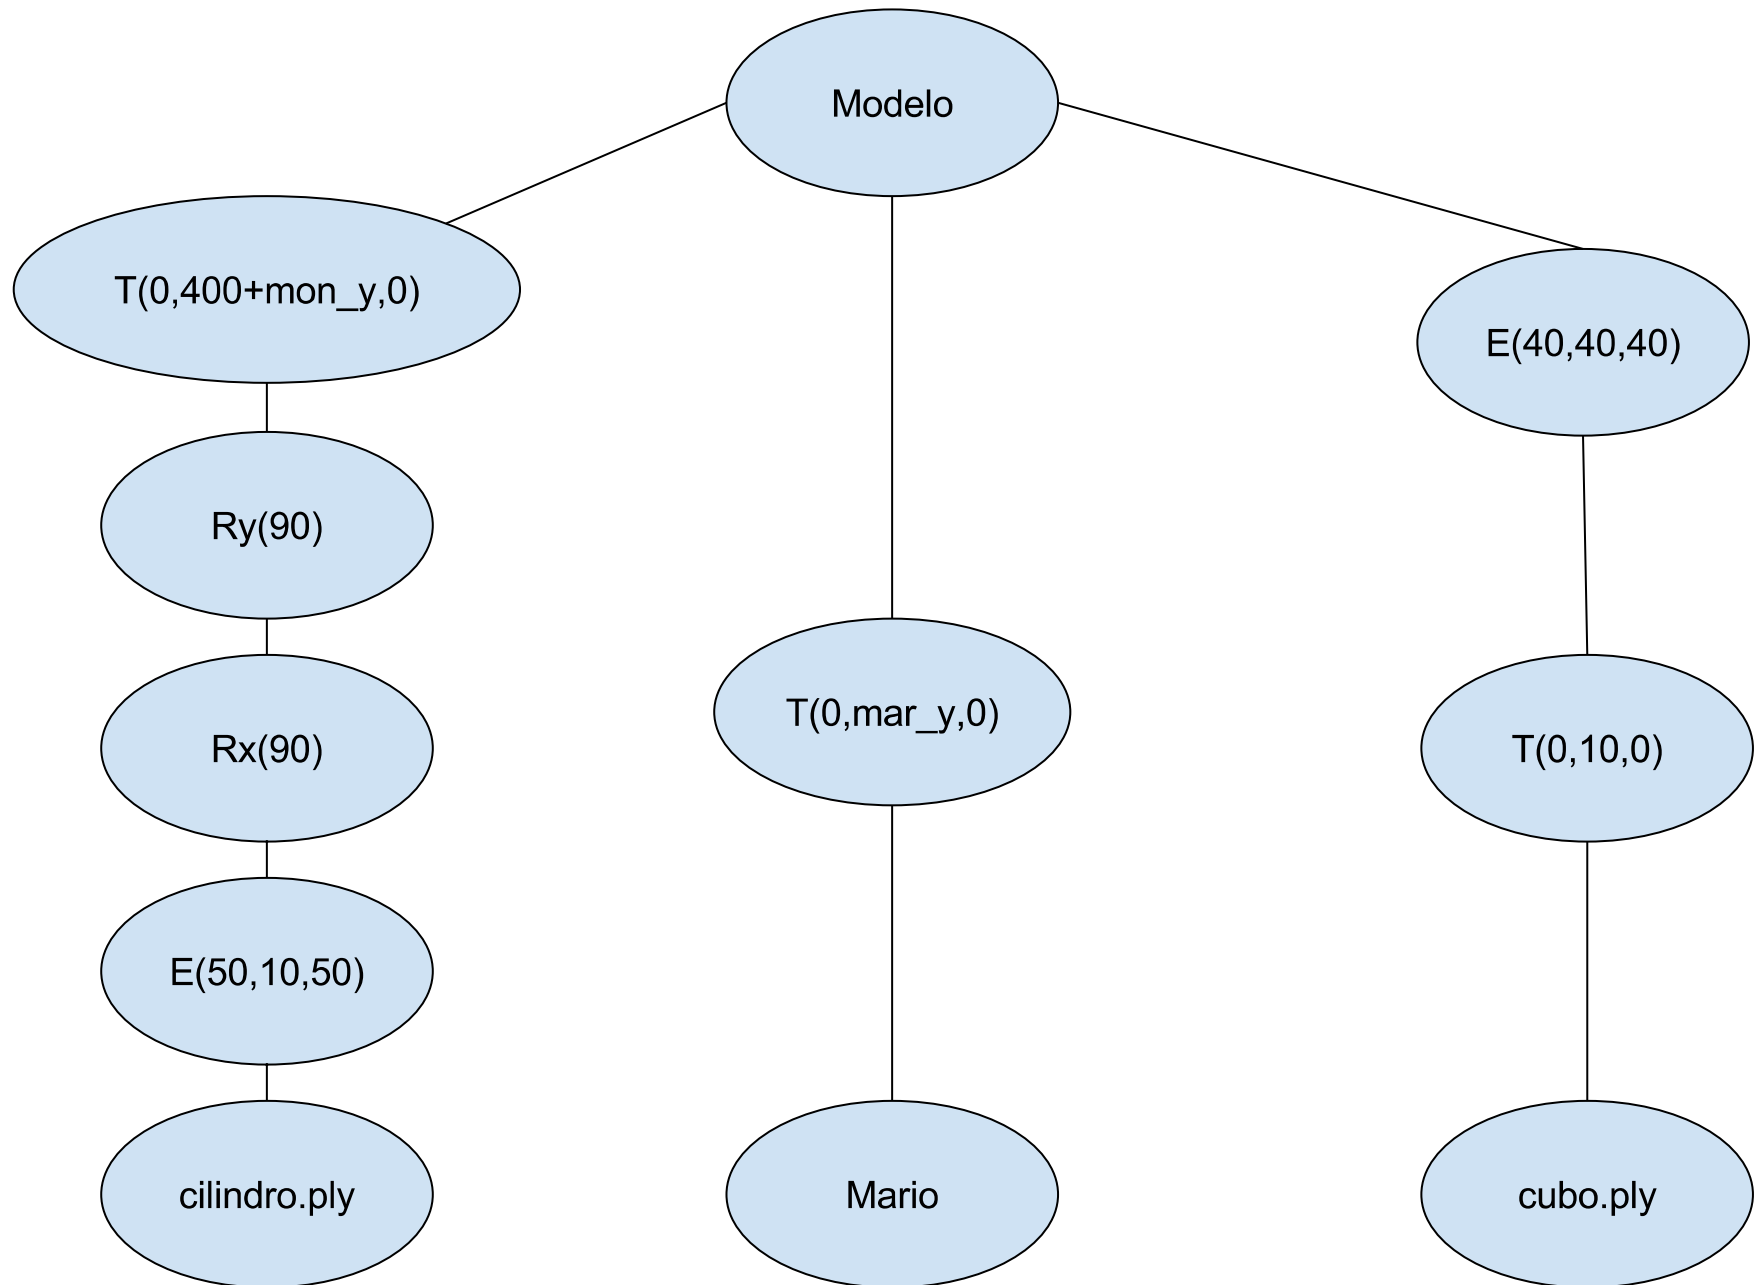 Modelo
T(0,400+mon_y,0)
E(40,40,40)
Ry(90)
T(0,mar_y,0)
Rx(90)
T(0,10,0)
E(50,10,50)
cilindro.ply
Mario
cubo.ply